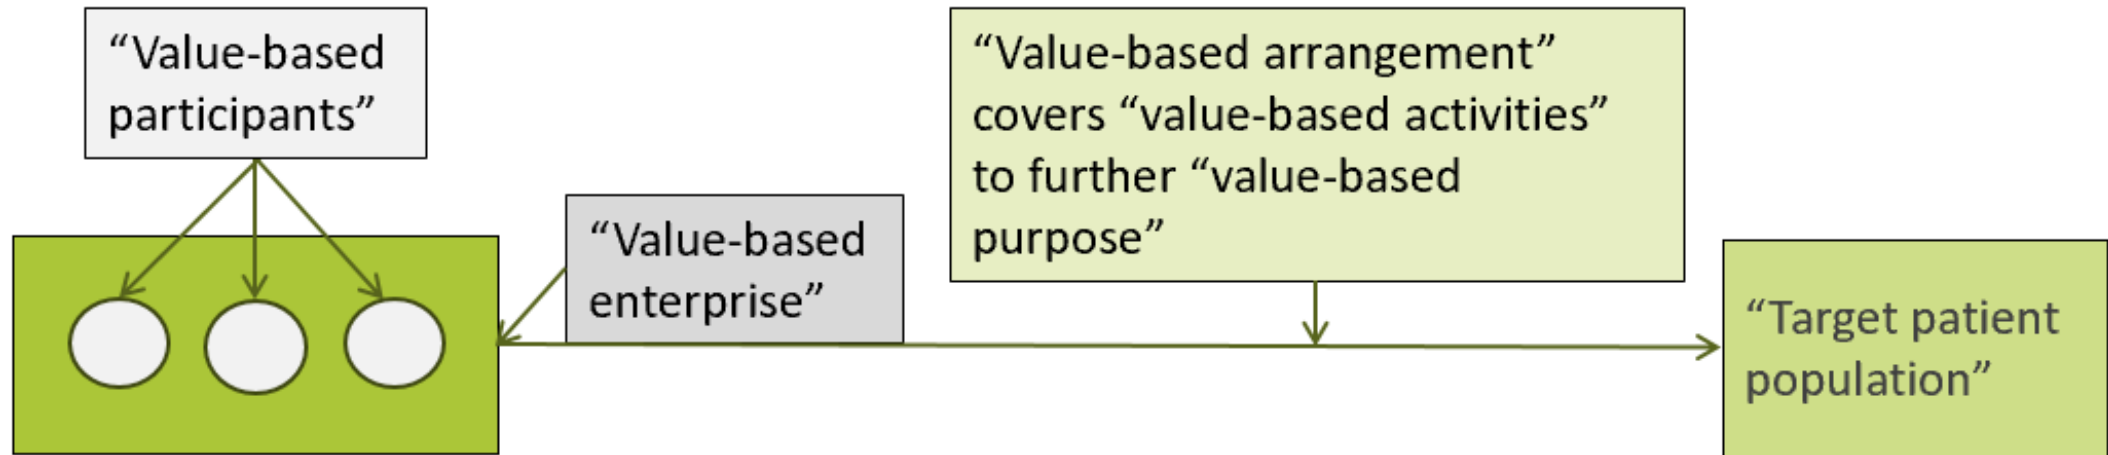 “Value-based
participants”
“Value-based
enterprise”
“Value-based arrangement”
covers “value-based activities”
to further “value-based
purpose”
“Target patient
population”